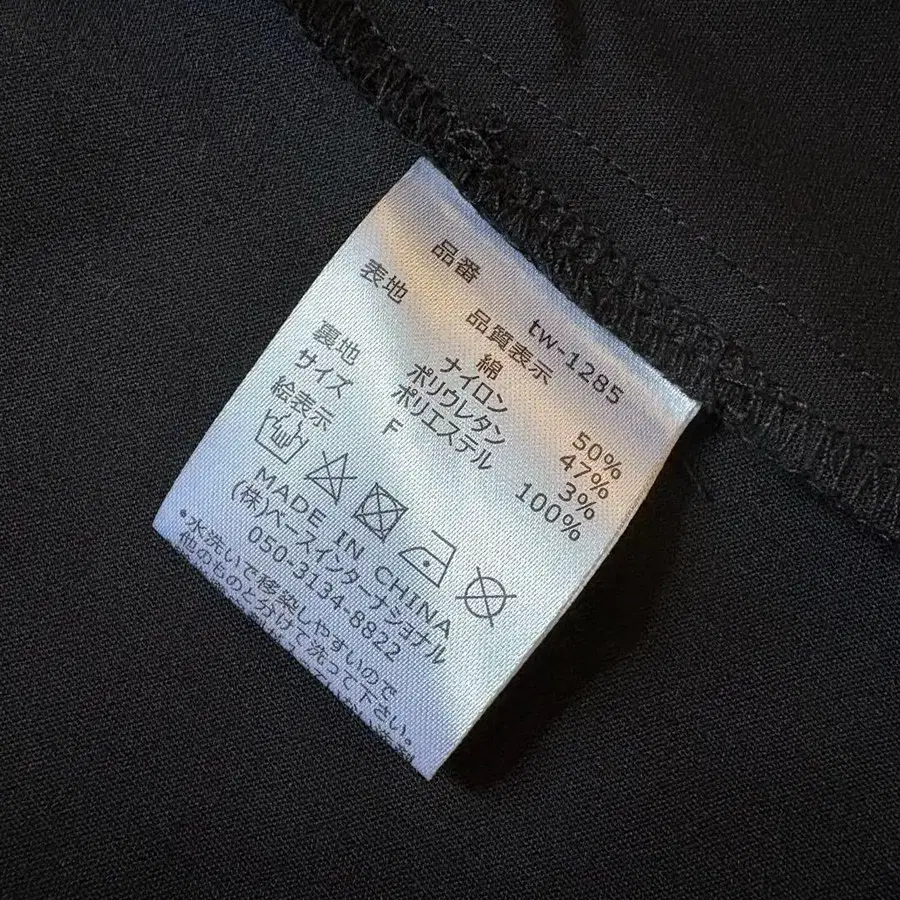 品番 tw-1285
品質表示
表地 綿 50%
ナイロン 47%
ポリウレタン 3%
裏地 ポリエステル 100%
サイズ F
絵表示
MADE IN CHINA
(株)ベースインターナショナル
050-3134-8822
•水洗いで移染しやすいので
他のものと分けて洗って下さい。